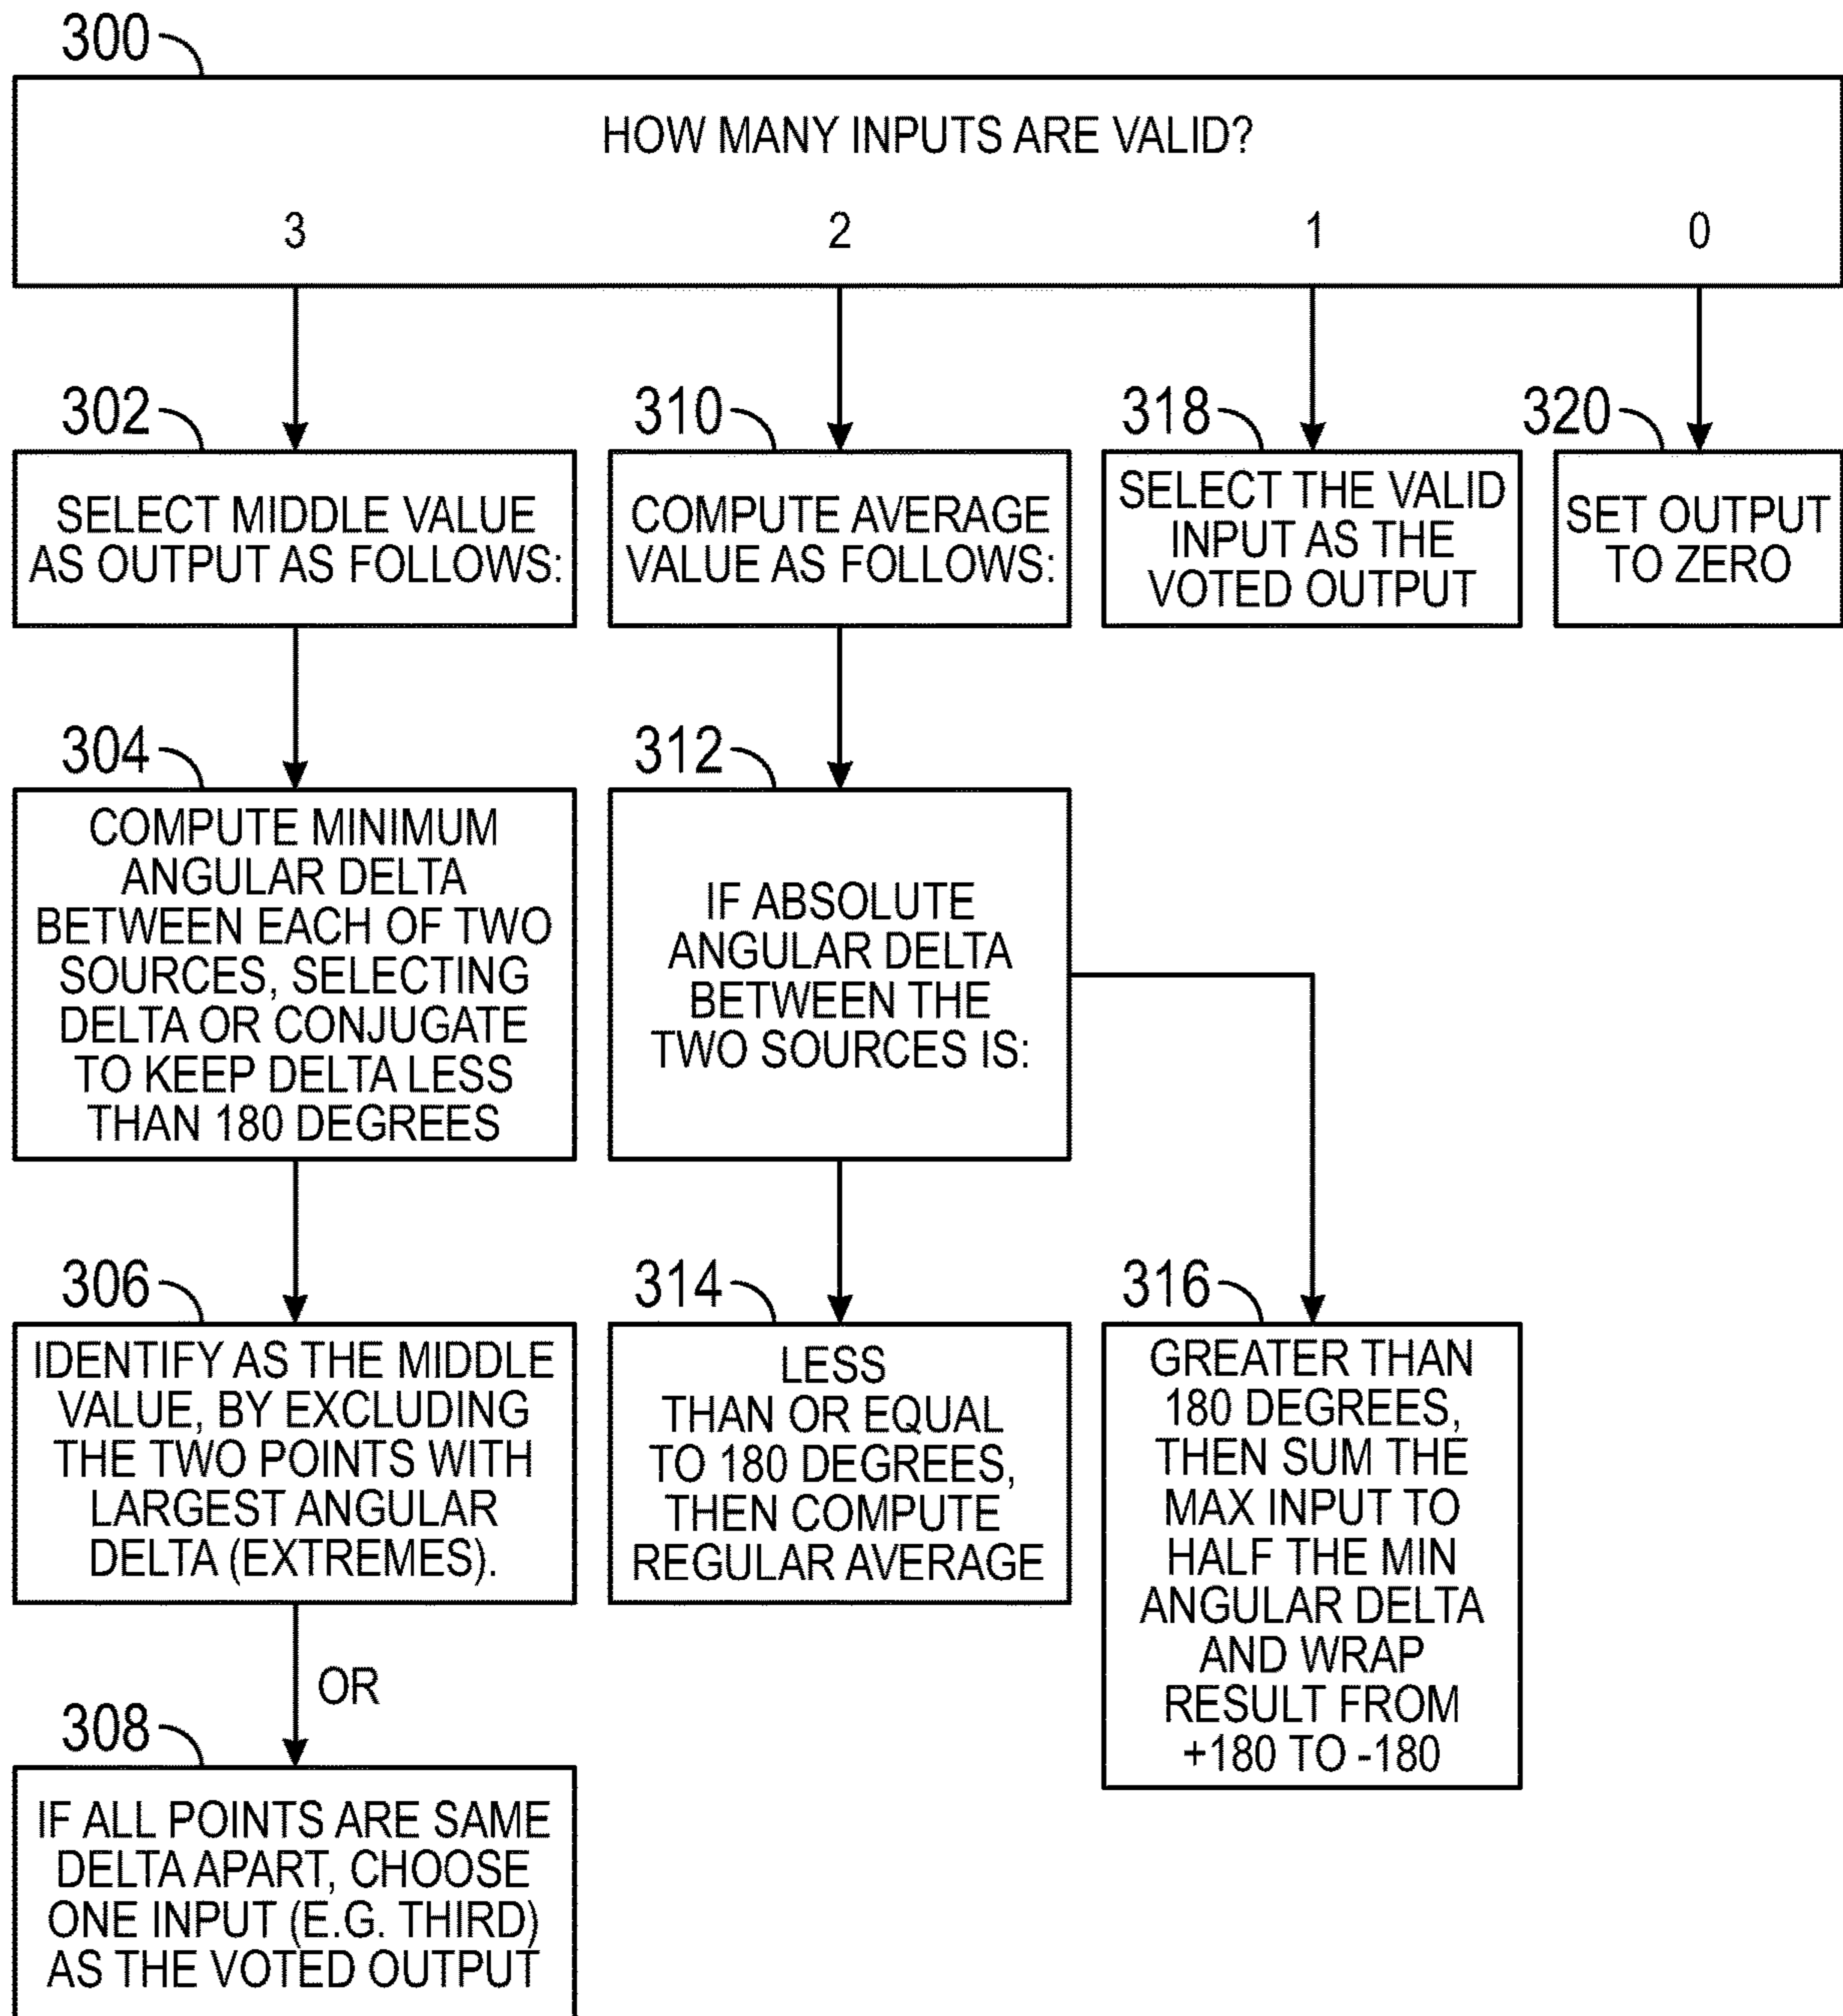 300
HOW MANY INPUTS ARE VALID?
3 2 1 0
302
SELECT MIDDLE VALUE
AS OUTPUT AS FOLLOWS:
310
COMPUTE AVERAGE
VALUE AS FOLLOWS:
318
SELECT THE VALID
INPUT AS THE
VOTED OUTPUT
320
SET OUTPUT
TO ZERO
304
COMPUTE MINIMUM
ANGULAR DELTA
BETWEEN EACH OF TWO
SOURCES, SELECTING
DELTA OR CONJUGATE
TO KEEP DELTA LESS
THAN 180 DEGREES
312
IF ABSOLUTE
ANGULAR DELTA
BETWEEN THE
TWO SOURCES IS:
306
IDENTIFY AS THE MIDDLE
VALUE, BY EXCLUDING
THE TWO POINTS WITH
LARGEST ANGULAR
DELTA (EXTREMES).
314
LESS
THAN OR EQUAL
TO 180 DEGREES,
THEN COMPUTE
REGULAR AVERAGE
316
GREATER THAN
180 DEGREES,
THEN SUM THE
MAX INPUT TO
HALF THE MIN
ANGULAR DELTA
AND WRAP
RESULT FROM
+180 TO -180
OR
308
IF ALL POINTS ARE SAME
DELTA APART, CHOOSE
ONE INPUT (E.G. THIRD)
AS THE VOTED OUTPUT